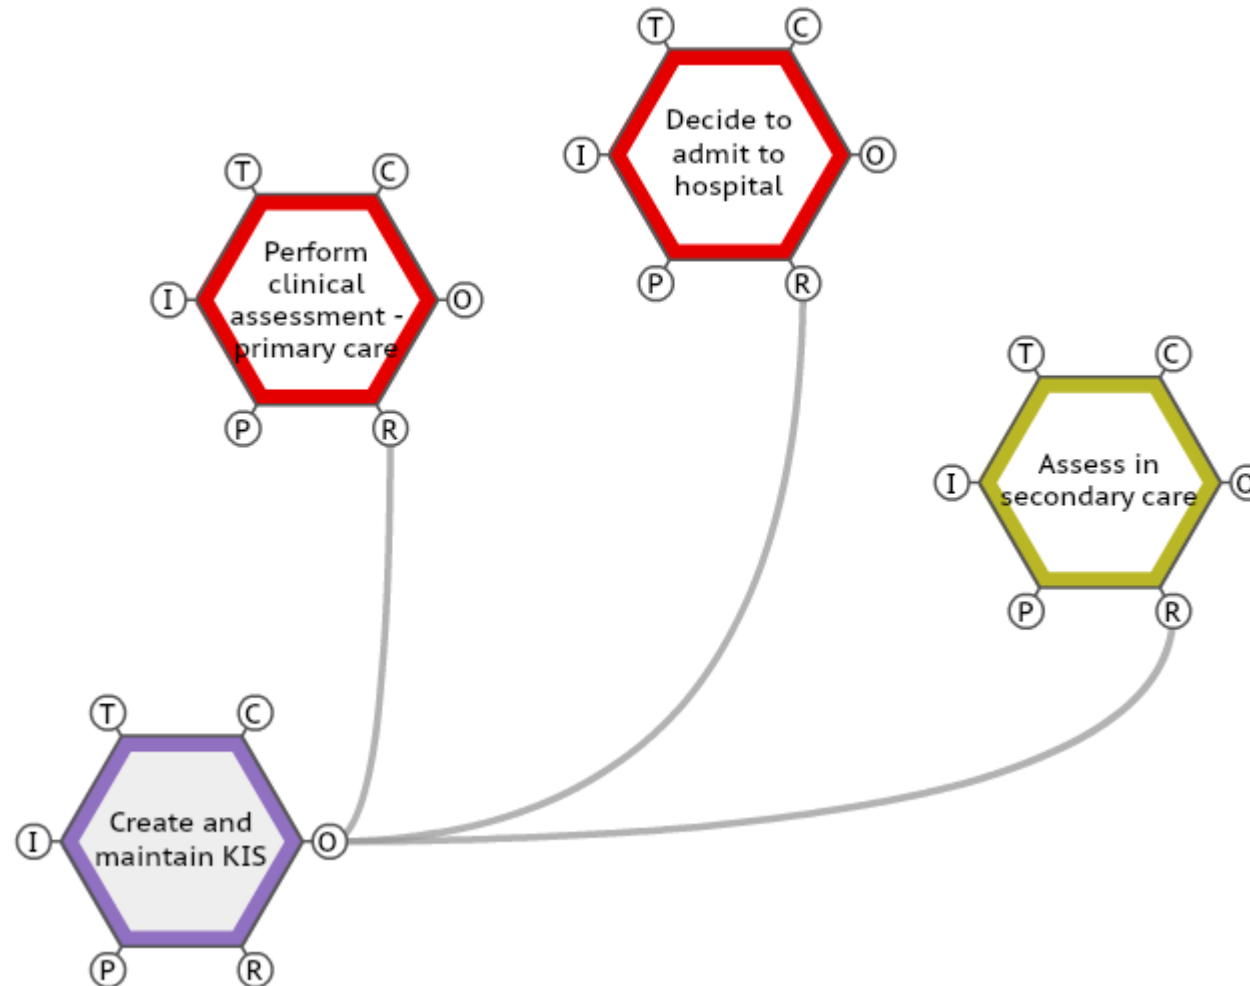 T C
Decide to
admit to
hospital
I O
P R
T C
Perform
clinical
assessment -
primary care
I O
P R
T C
Assess in
secondary care
I O
P R
T C
Create and
maintain KIS
I O
P R